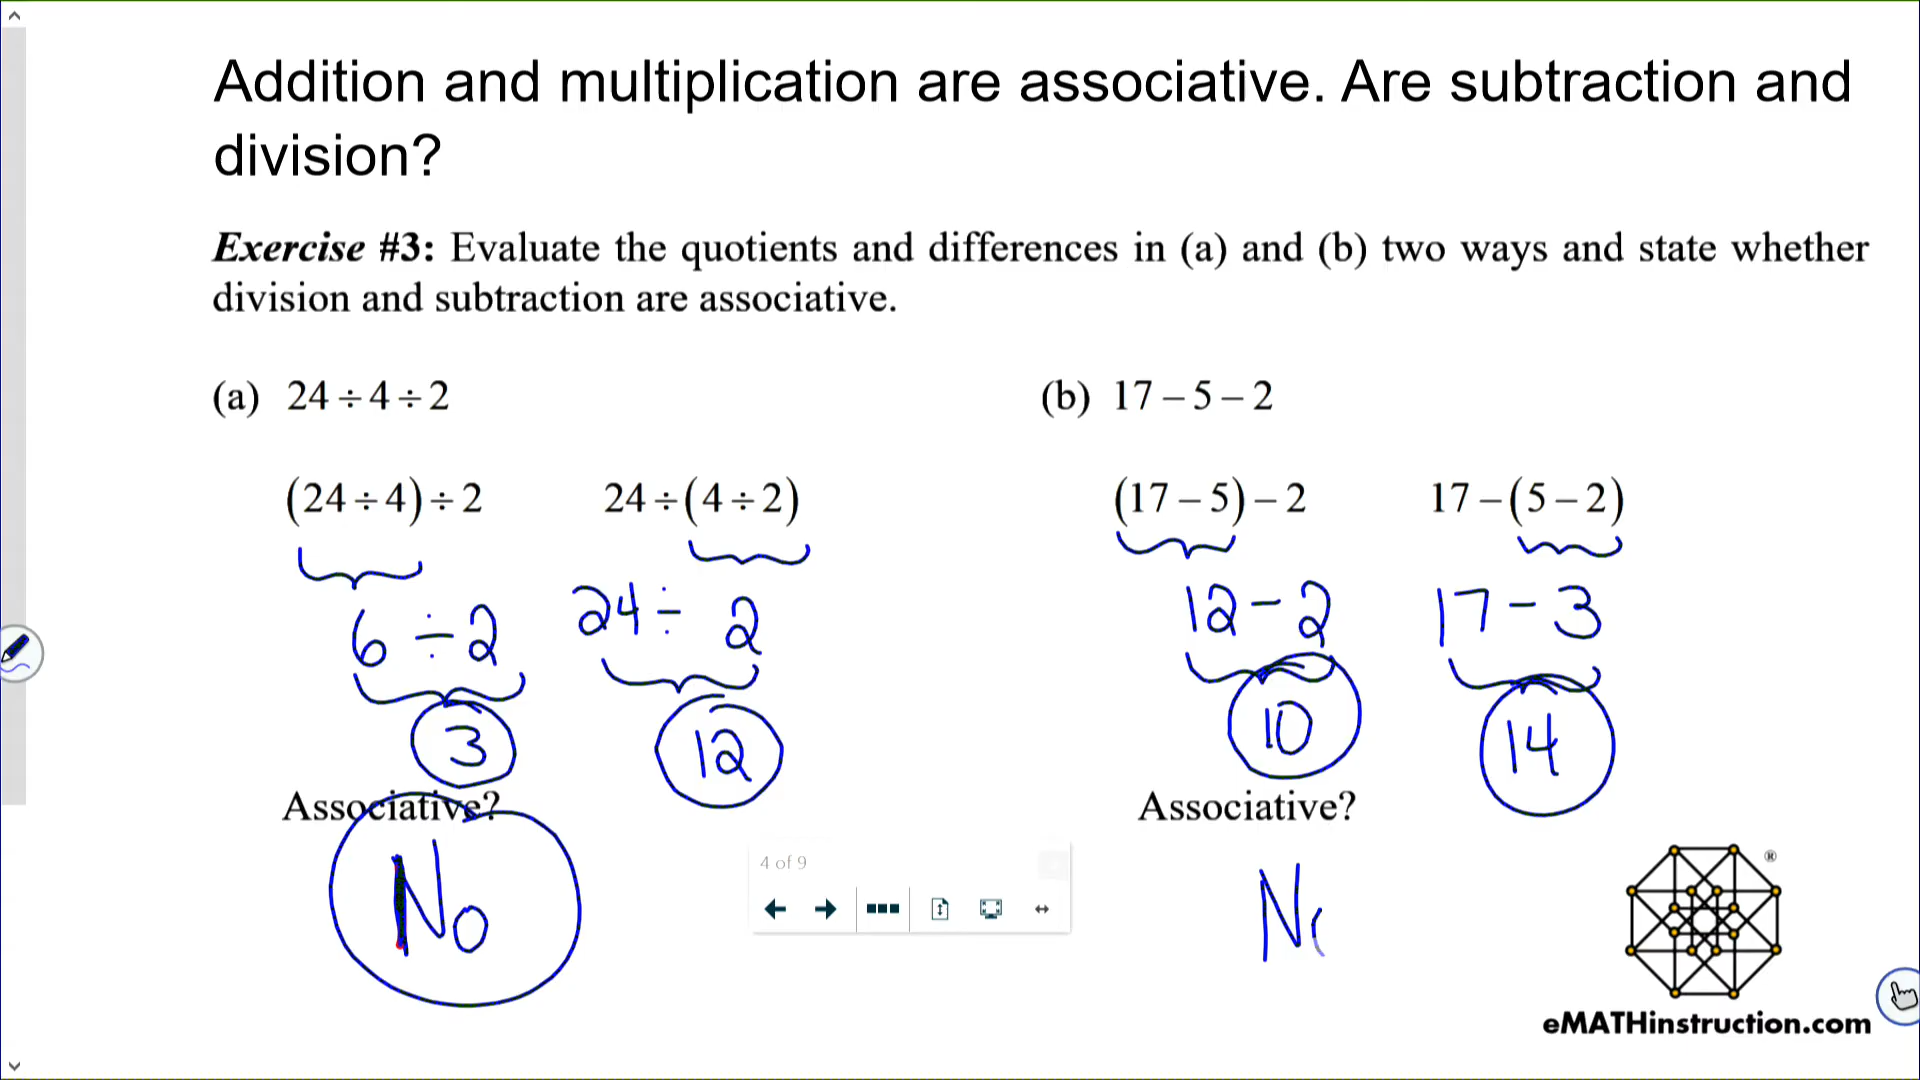 Addition and multiplication are associative. Are subtraction and
division?
Exercise #3: Evaluate the quotients and differences in (a) and (b) two ways and state whether
division and subtraction are associative.
(a) 24 ÷ 4 ÷ 2
(b) 17 – 5 – 2
(24 ÷ 4) ÷ 2
24 ÷ (4 ÷ 2)
(17 – 5) – 2
17 – (5 – 2)
6 ÷ 2
24 ÷ 2
12 – 2
17 – 3
3
12
10
14
Associative?
Associative?
No
N
4 of 9
®
eMATHinstruction.com